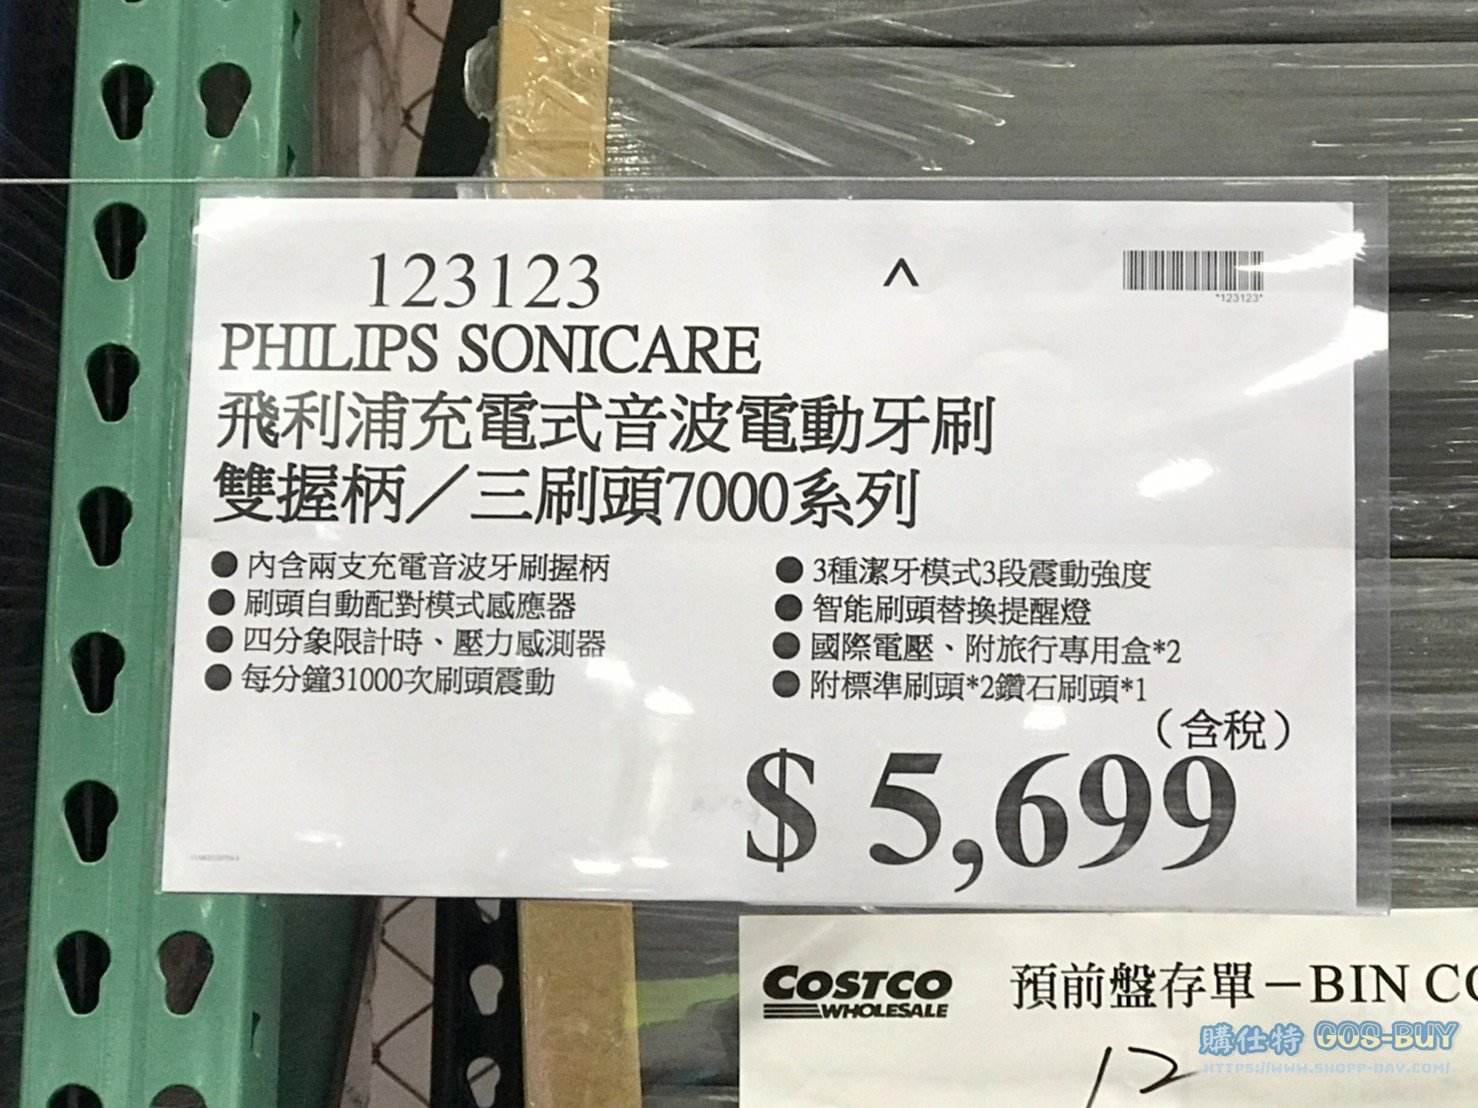 123123
^
*123123*
PHILIPS SONICARE
飛利浦充電式音波電動牙刷
雙握柄／三刷頭7000系列
●內含兩支充電音波牙刷握柄
●刷頭自動配對模式感應器
●四分象限計時、壓力感測器
●每分鐘31000次刷頭震動
●3種潔牙模式3段震動強度
●智能刷頭替換提醒燈
●國際電壓、附旅行專用盒*2
●附標準刷頭*2鑽石刷頭*1
（含稅）
$ 5,699
COSTCO
WHOLESALE
預前盤存單－BIN CO
12
購仕特 GOS-BUY
HTTPS://WWW.SHOPP-DAY.COM/